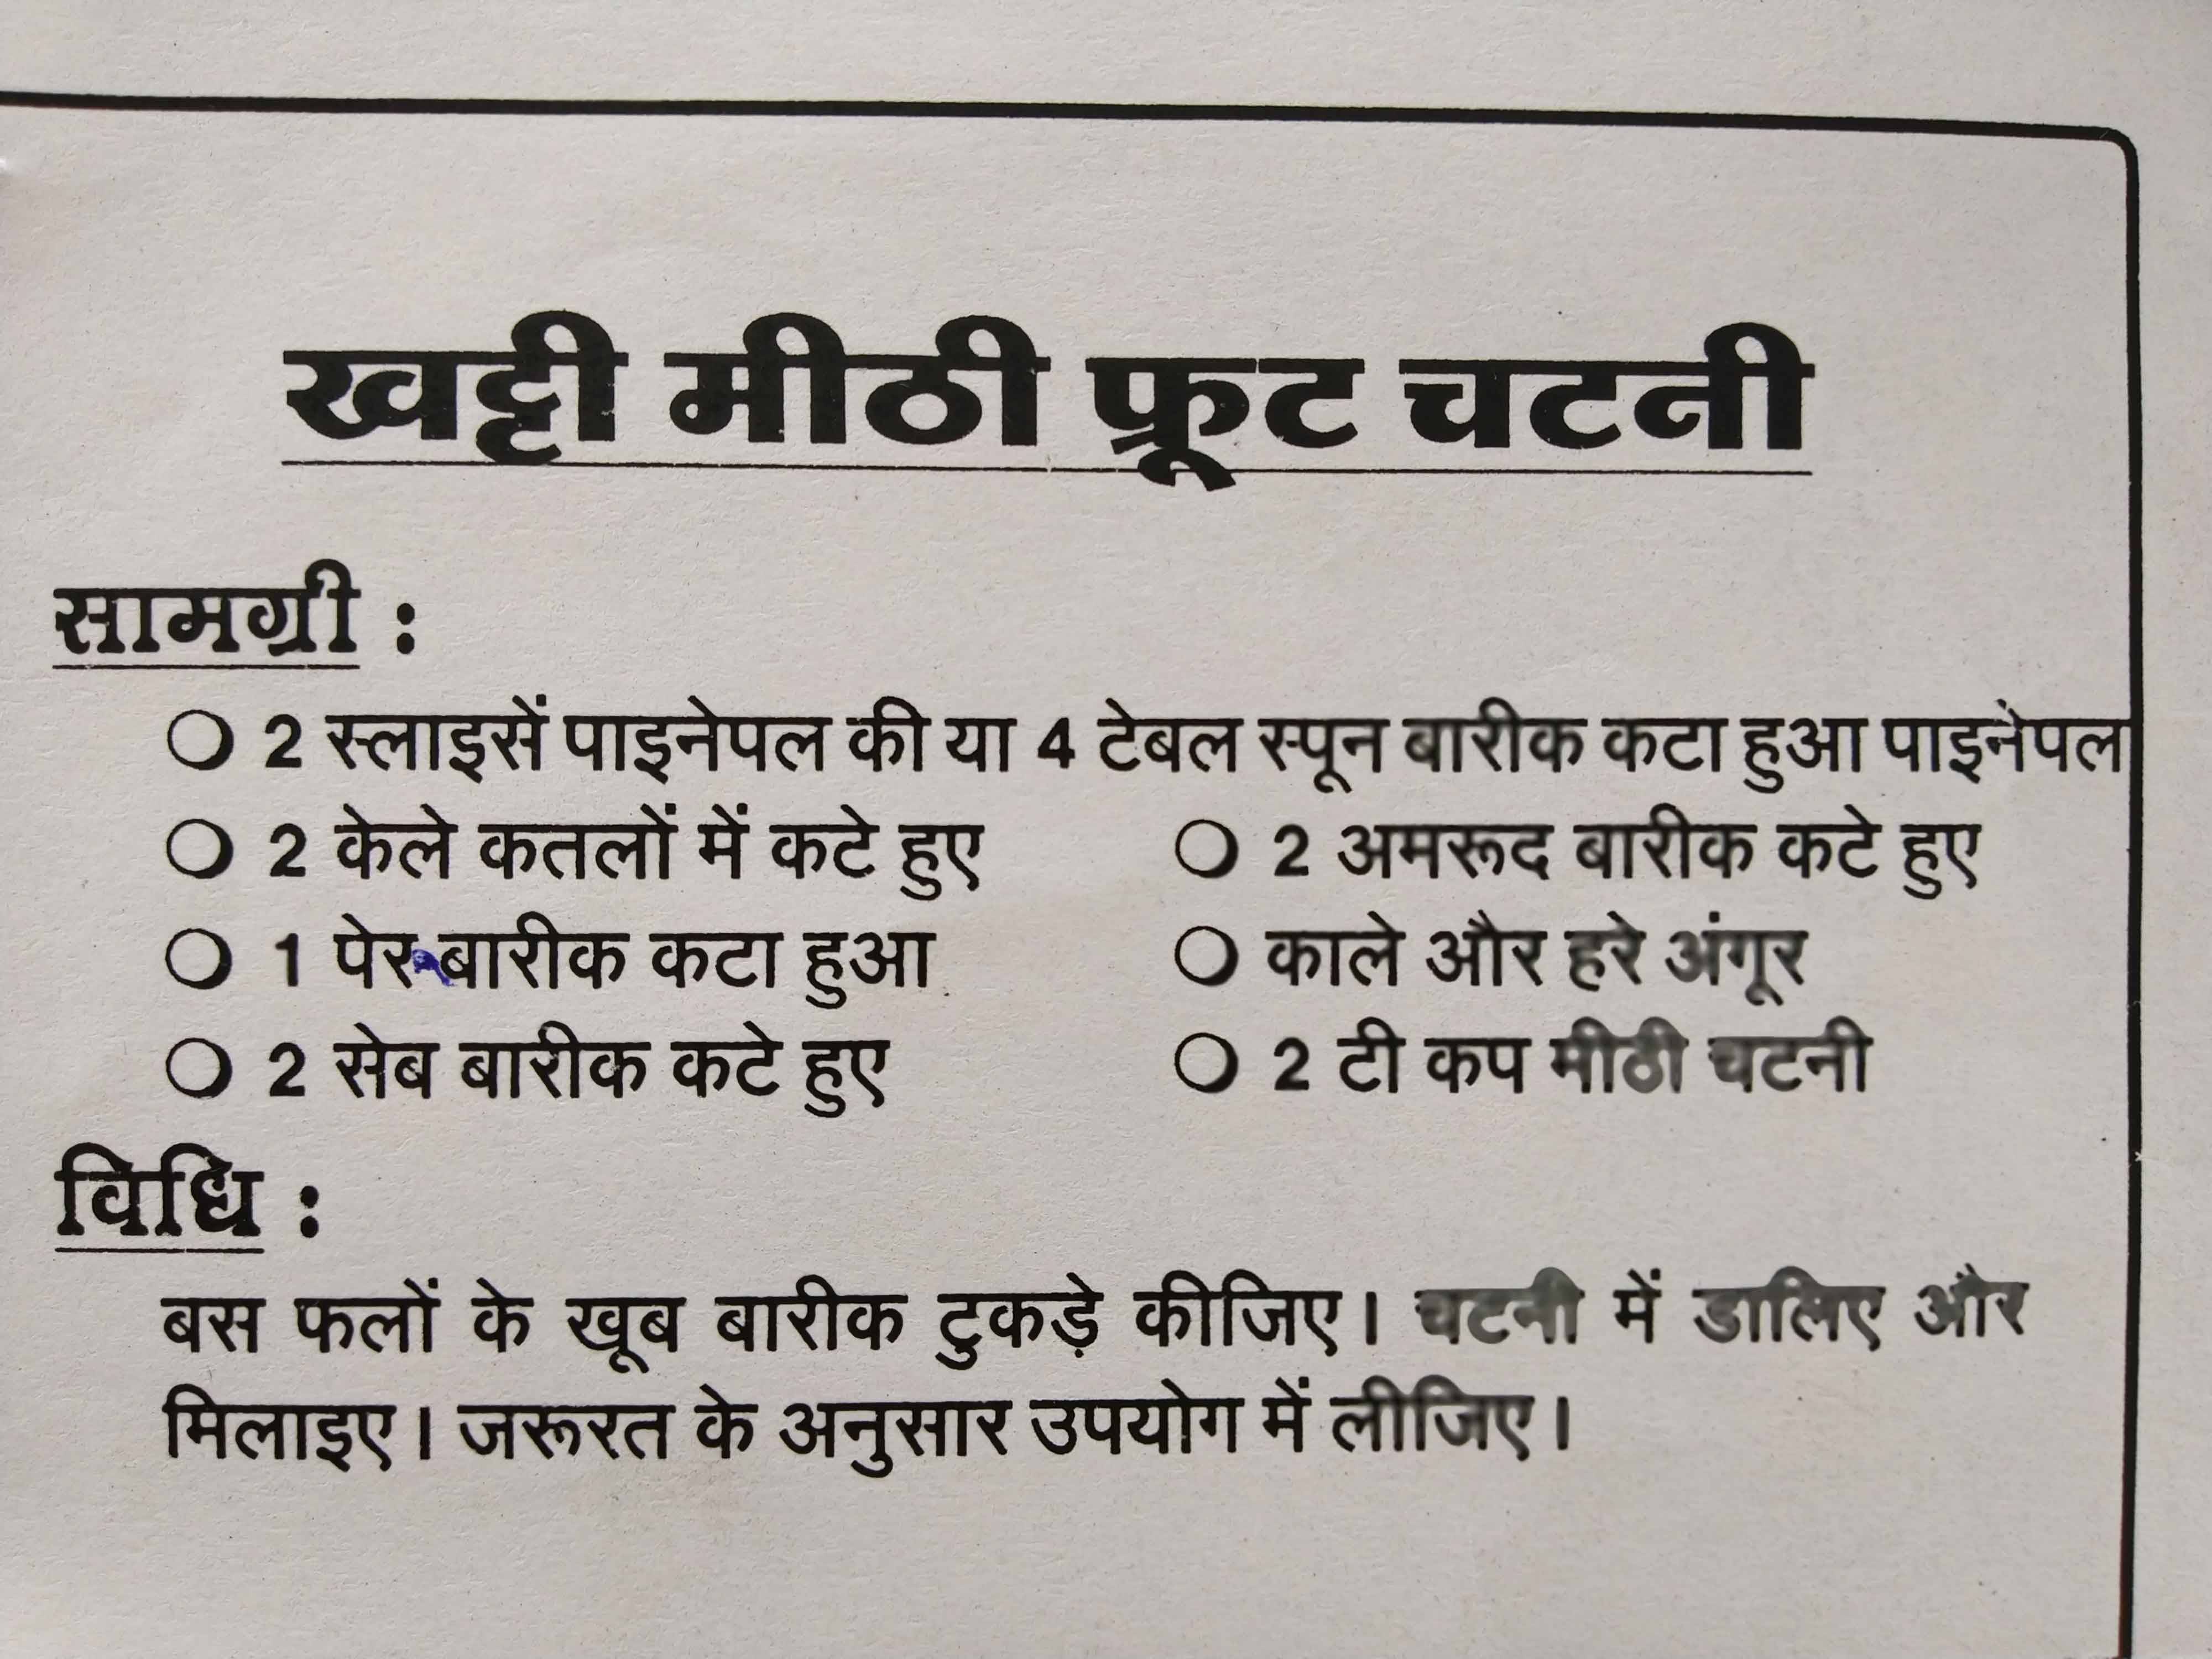 खट्टी मीठी फ्रूट चटनी
सामग्री :
○ 2 स्लाइसें पाइनेपल की या 4 टेबल स्पून बारीक कटा हुआ पाइनेपल
○ 2 केले कतलों में कटे हुए ○ 2 अमरूद बारीक कटे हुए
○ 1 पेर बारीक कटा हुआ ○ काले और हरे अंगूर
○ 2 सेब बारीक कटे हुए ○ 2 टी कप मीठी चटनी
विधि :
बस फलों के खूब बारीक टुकड़े कीजिए। चटनी में डालिए और
मिलाइए। जरूरत के अनुसार उपयोग में लीजिए।